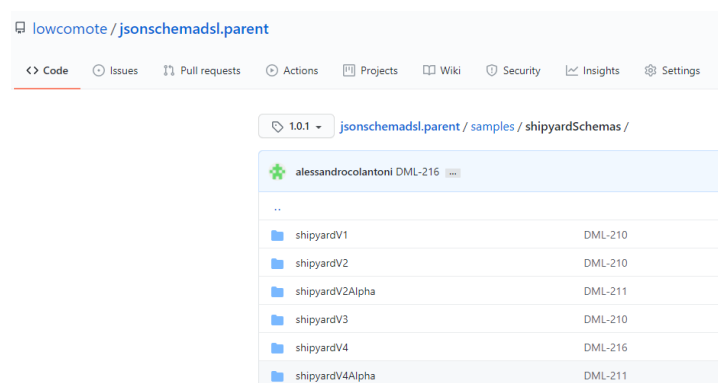 lowcomote / jsonschemadsl.parent
<> Code Issues Pull requests Actions Projects Wiki Security Insights Settings
1.0.1 jsonschemadsl.parent / samples / shipyardSchemas /
alessandrocolantoni DML-216 ...
..
shipyardV1 DML-210
shipyardV2 DML-210
shipyardV2Alpha DML-211
shipyardV3 DML-210
shipyardV4 DML-216
shipyardV4Alpha DML-211